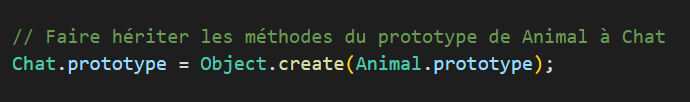 // Faire hériter les méthodes du prototype de Animal à Chat
Chat.prototype = Object.create(Animal.prototype);